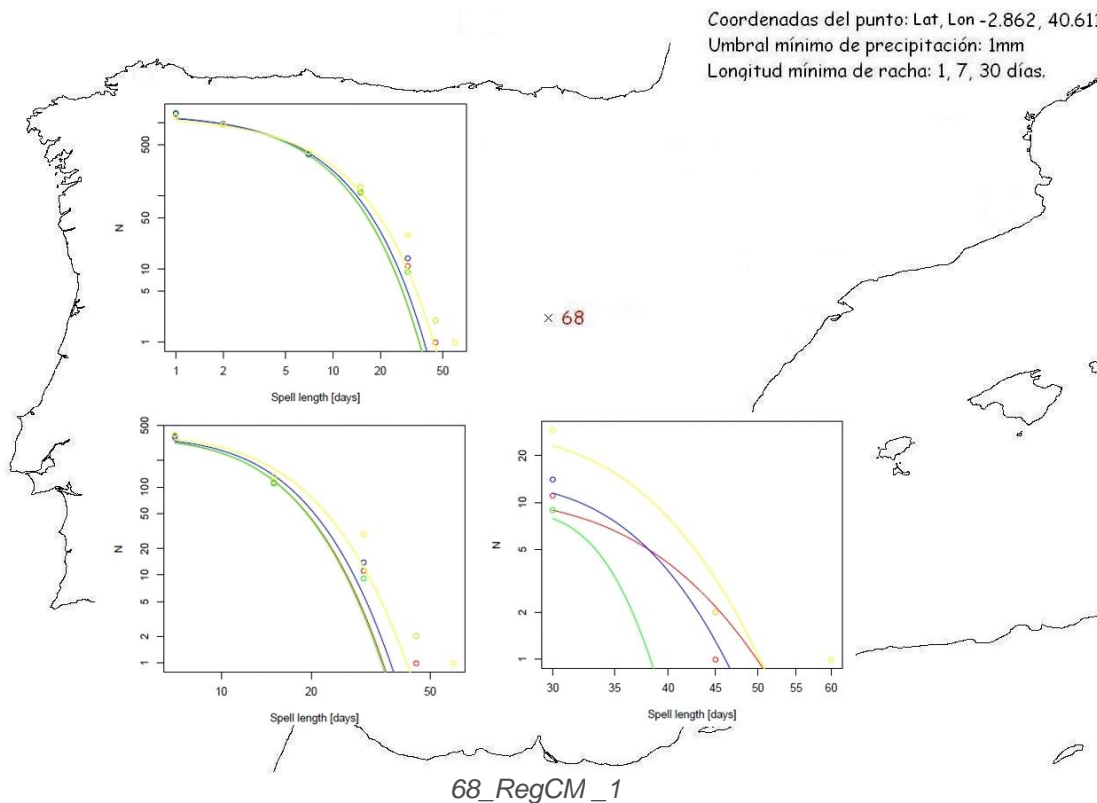 Coordenadas del punto: Lat, Lon -2.862, 40.611
Umbral mínimo de precipitación: 1mm
Longitud mínima de racha: 1, 7, 30 días.
500
50
10
5
1
N
1 2 5 10 20 50
Spell length [days]
× 68
500
100
50
20
10
5
2
1
N
10 20 50
Spell length [days]
20
10
5
2
1
N
30 35 40 45 50 55 60
Spell length [days]
68_RegCM _1